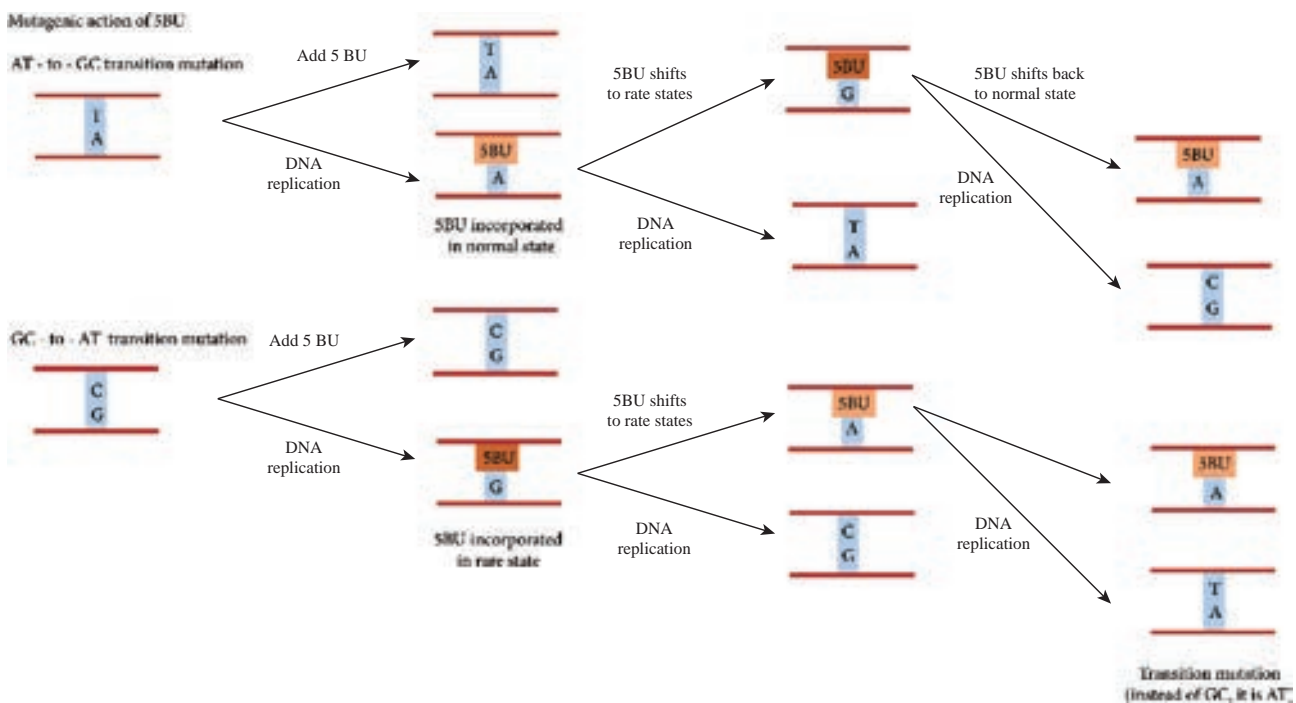 Mutagenic action of 5BU
AT - to - GC transition mutation
T
A
Add 5 BU
DNA
replication
T
A
5BU
A
5BU incorporated
in normal state
5BU shifts
to rate states
DNA
replication
5BU
G
T
A
5BU shifts back
to normal state
DNA
replication
5BU
A
C
G
GC - to - AT transition mutation
C
G
Add 5 BU
DNA
replication
C
G
5BU
G
5BU incorporated
in rare state
5BU shifts
to rate states
DNA
replication
5BU
A
C
G
DNA
replication
5BU
A
T
A
Transition mutation
(instead of GC, it is AT)